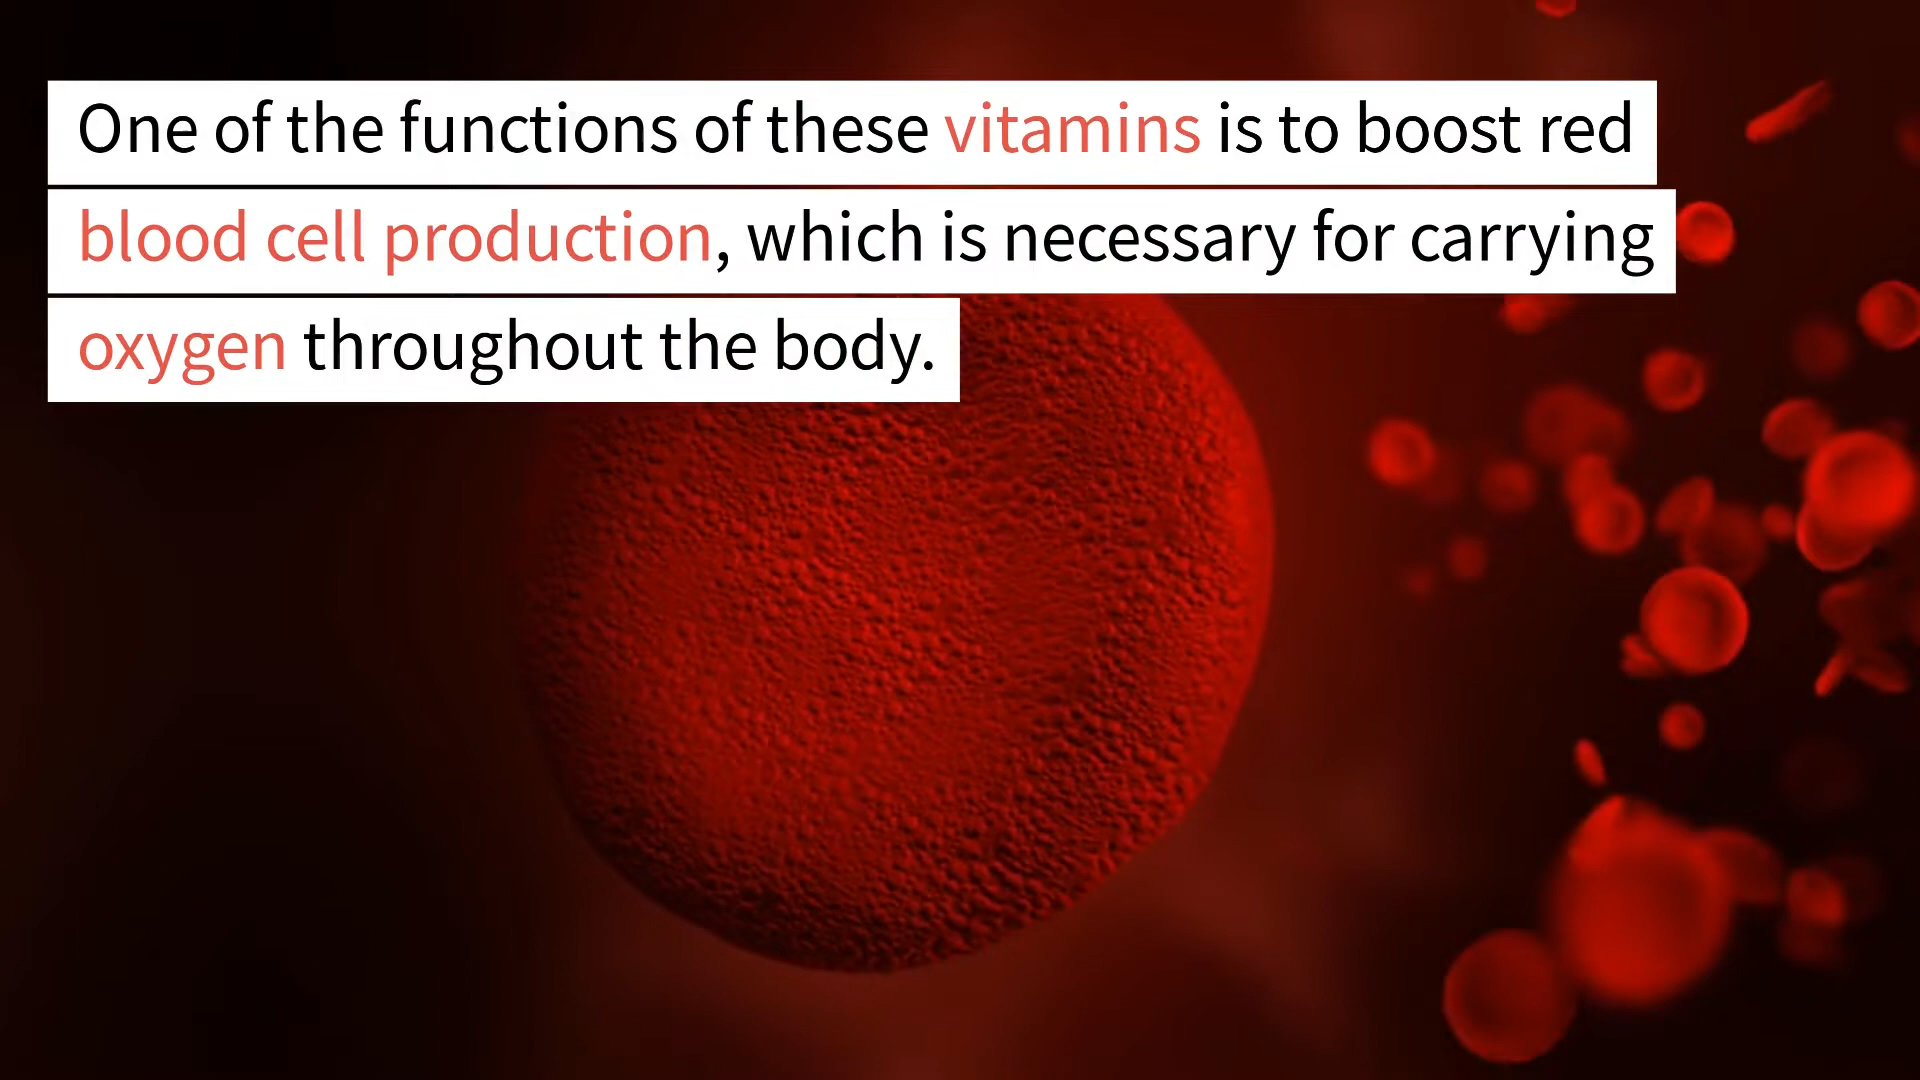 One of the functions of these vitamins is to boost red
blood cell production, which is necessary for carrying
oxygen throughout the body.